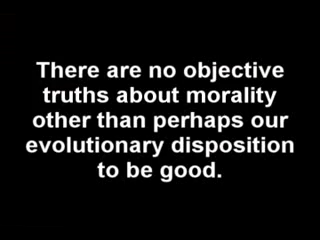 There are no objective
truths about morality
other than perhaps our
evolutionary disposition
to be good.